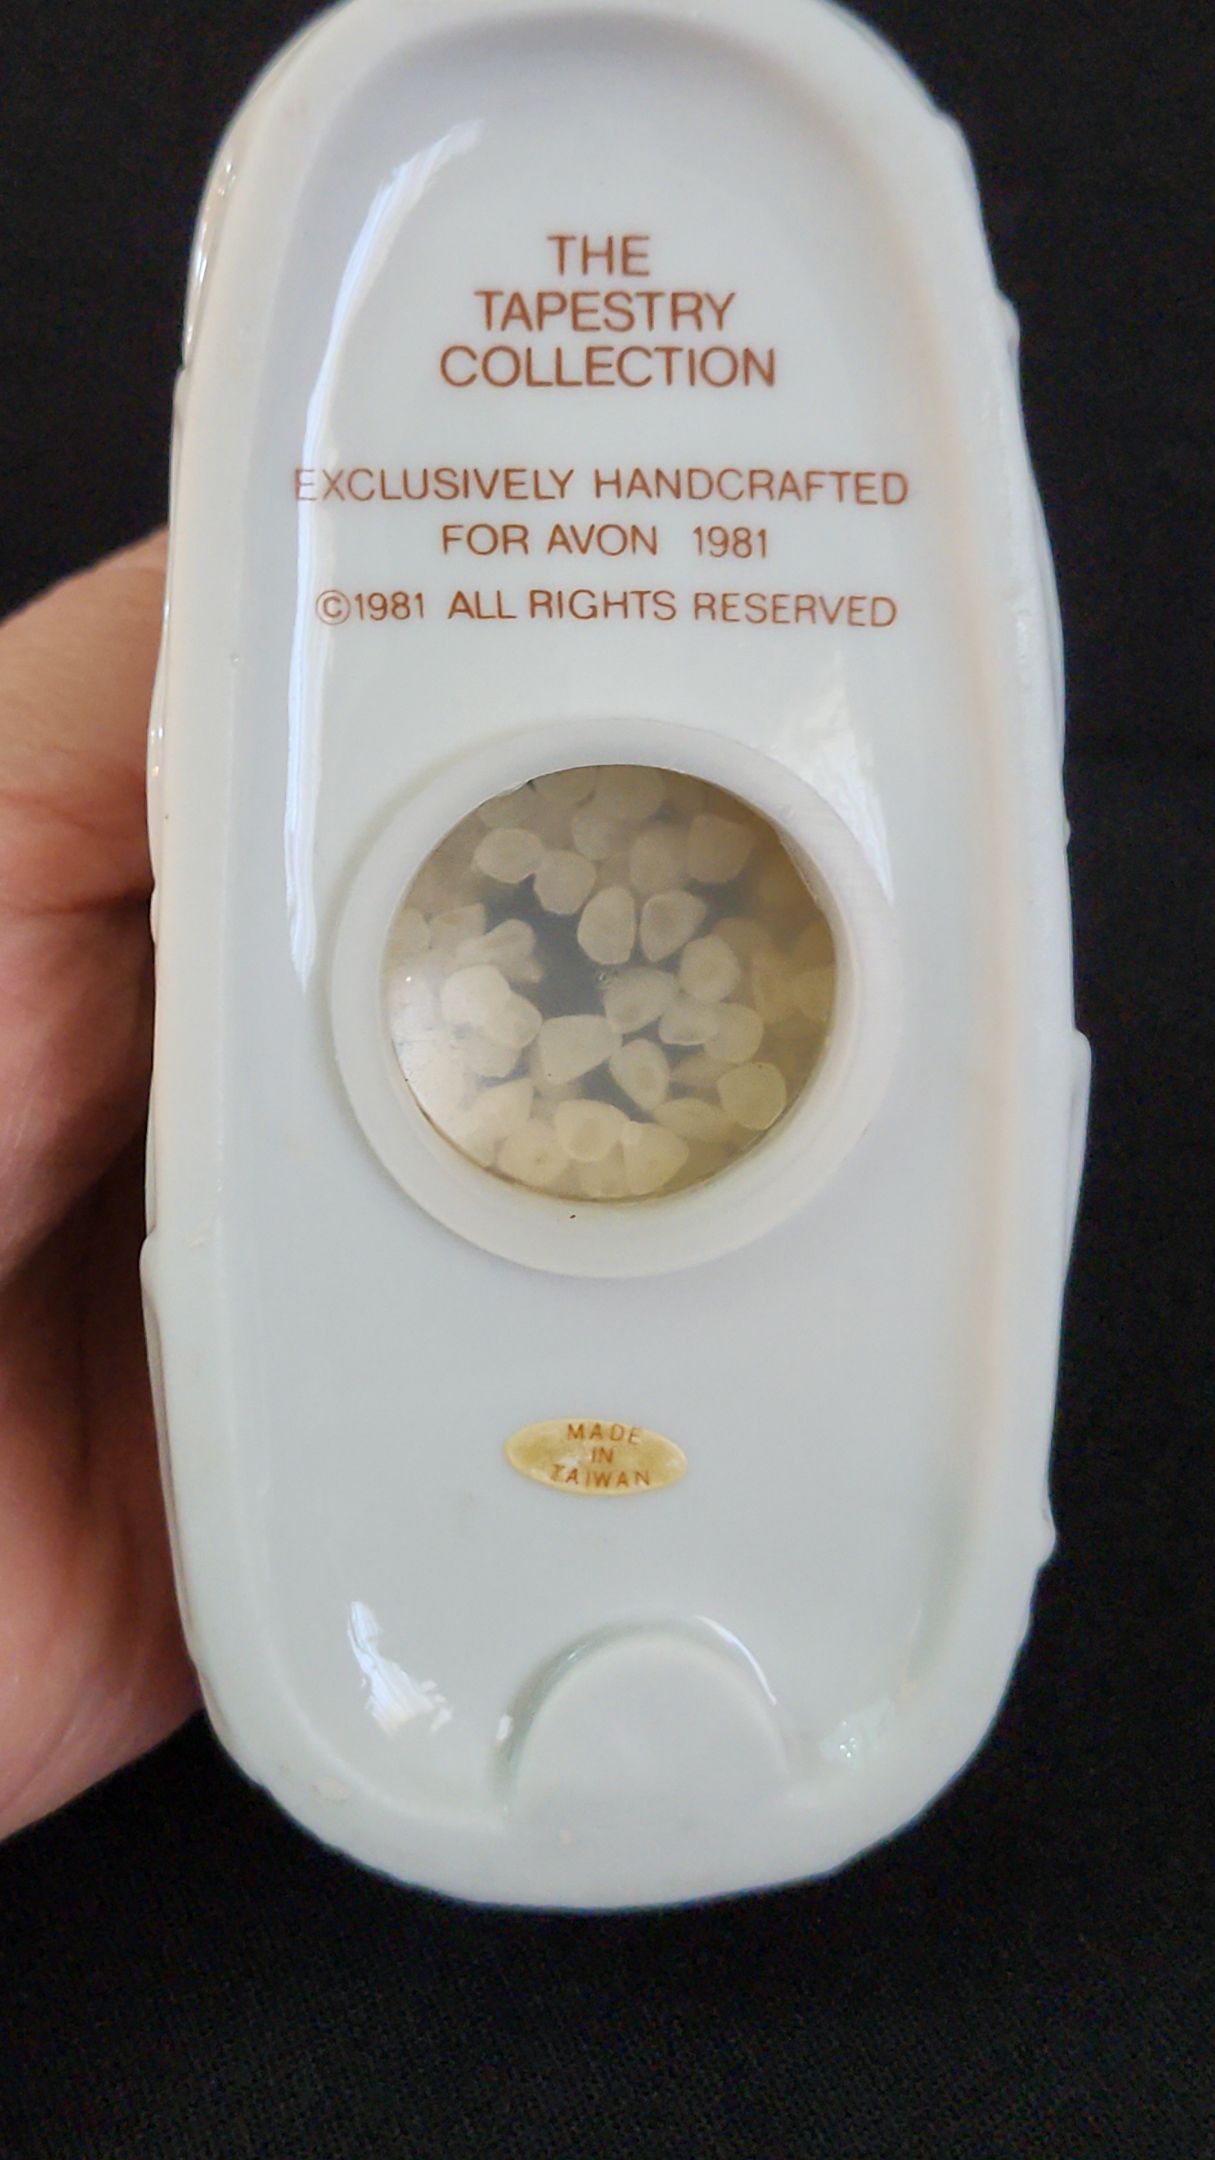 THE
TAPESTRY
COLLECTION
EXCLUSIVELY HANDCRAFTED
FOR AVON 1981
©1981 ALL RIGHTS RESERVED
MADE
IN
TAIWAN